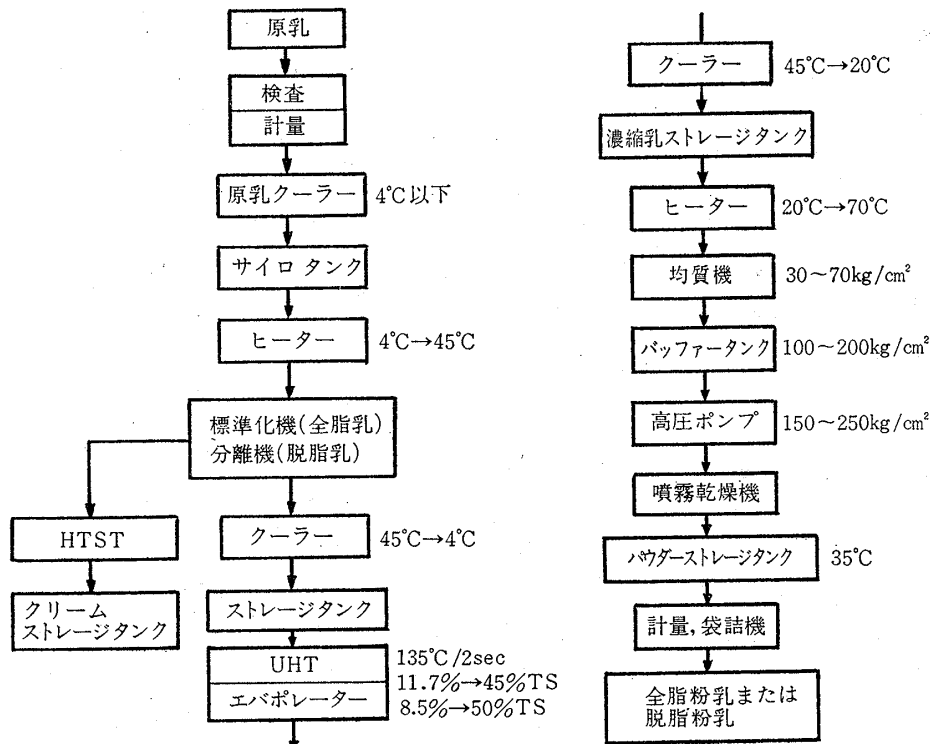 原乳
検査
計量
原乳クーラー 4℃以下
サイロ タンク
ヒーター 4℃→45℃
標準化機(全脂乳)
分離機(脱脂乳)
HTST
クリーム
ストレージタンク
クーラー 45℃→4℃
ストレージタンク
UHT 135℃/2sec
11.7%→45%TS
エバポレーター
8.5%→50%TS
クーラー 45℃→20℃
濃縮乳ストレージタンク
ヒーター 20℃→70℃
均質機 30~70kg/cm²
バッファータンク 100~200kg/cm²
高圧ポンプ 150~250kg/cm²
噴霧乾燥機
パウダーストレージタンク 35℃
計量,袋詰機
全脂粉乳または
脱脂粉乳